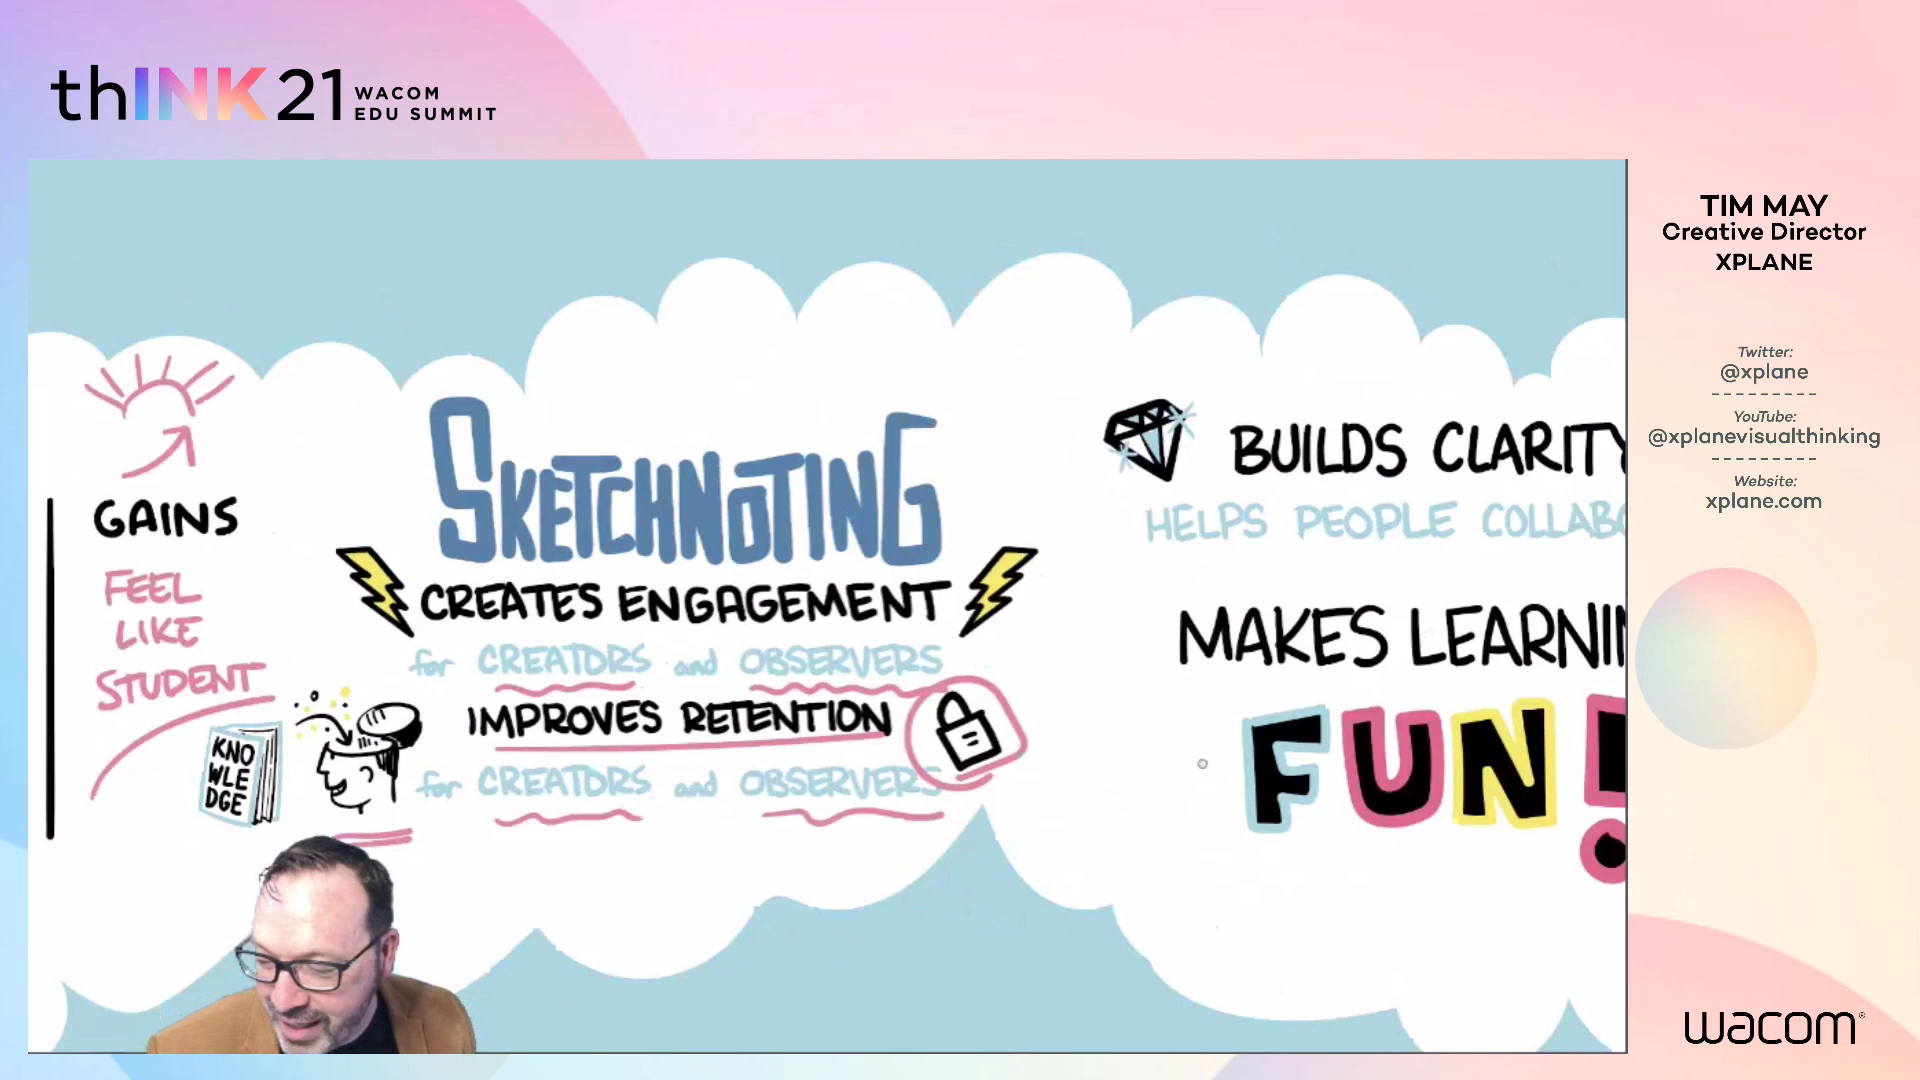 thINK21 WACOM
EDU SUMMIT
TIM MAY
Creative Director
XPLANE
Twitter:
@xplane
YouTube:
@xplanevisualthinking
Website:
xplane.com
GAINS
FEEL
LIKE
STUDENT
KNO
WLE
DGE
SKETCHNOTING
CREATES ENGAGEMENT
for CREATORS and OBSERVERS
IMPROVES RETENTION
for CREATORS and OBSERVERS
BUILDS CLARITY
HELPS PEOPLE COLLABO
MAKES LEARNIN
FUN!
wacom®